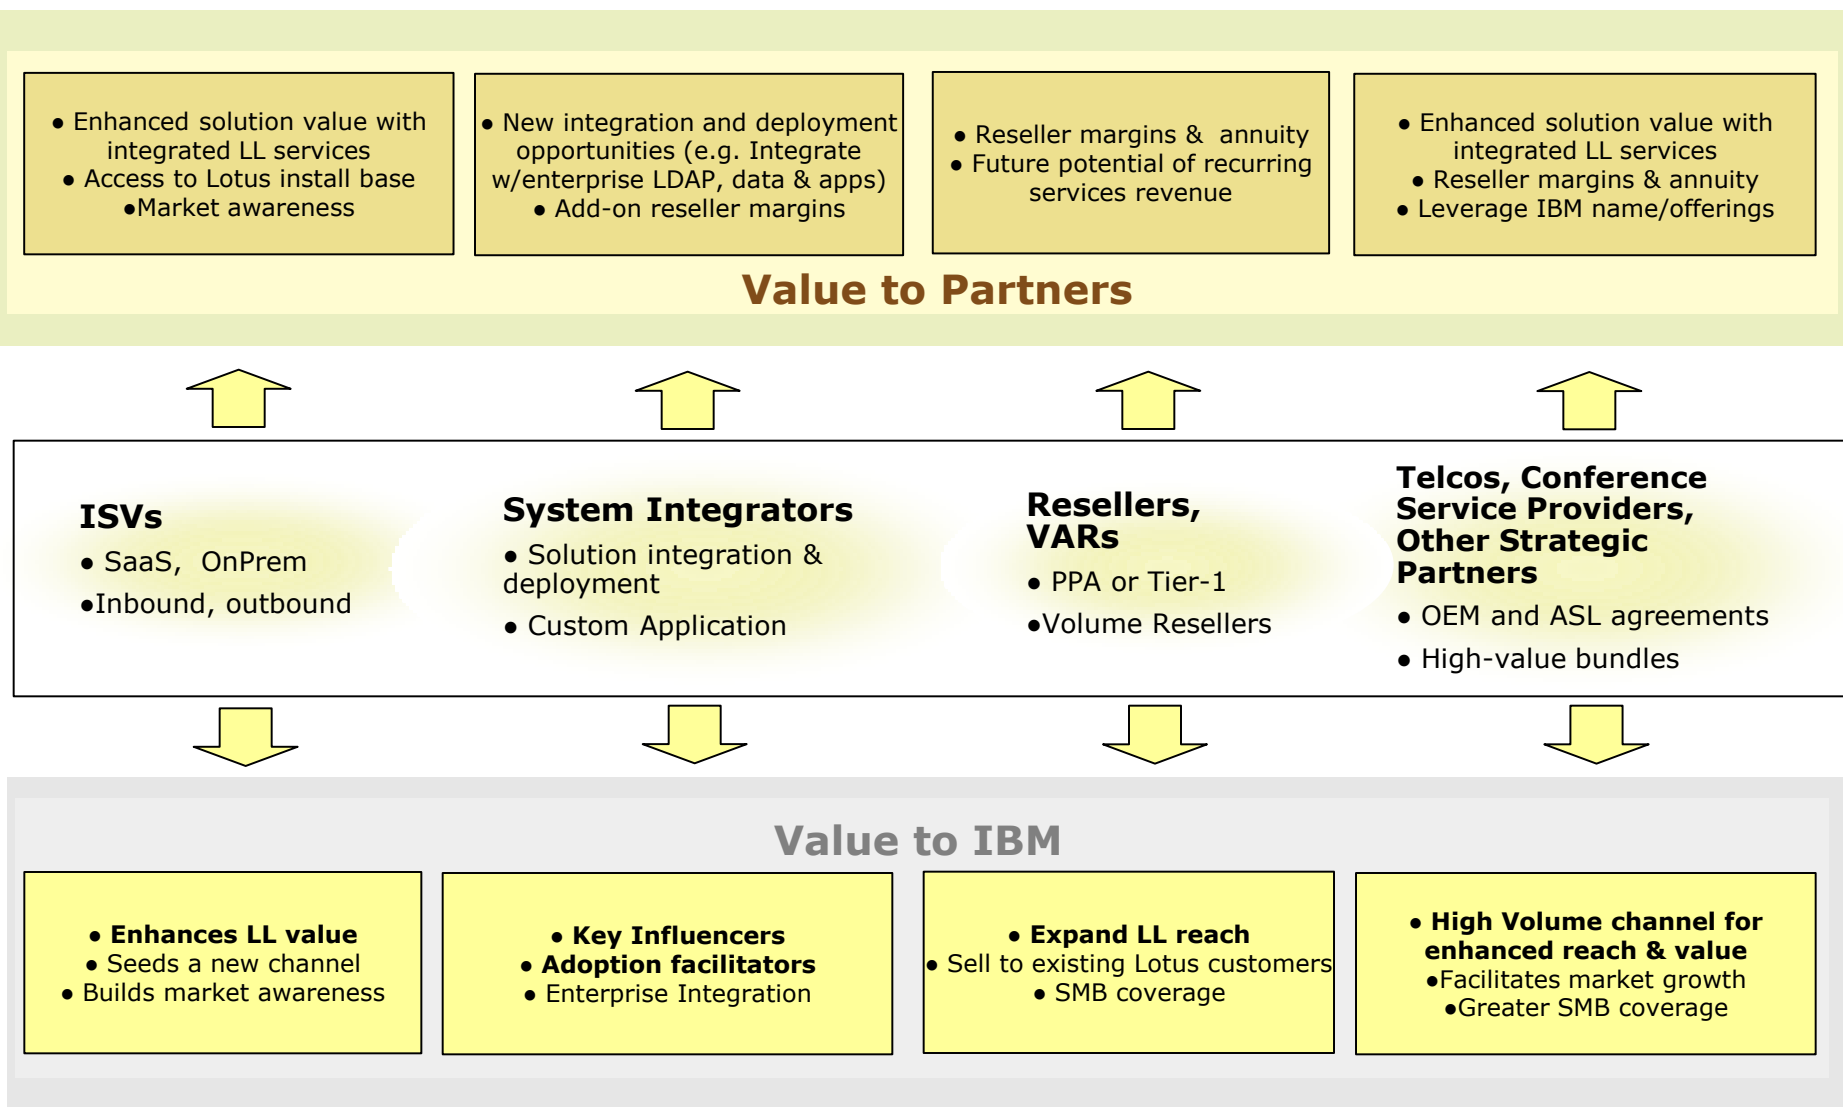 ● Enhanced solution value with
integrated LL services
● Access to Lotus install base
●Market awareness
● New integration and deployment
opportunities (e.g. Integrate
w/enterprise LDAP, data & apps)
● Add-on reseller margins
● Reseller margins &  annuity
● Future potential of recurring
services revenue
● Enhanced solution value with
integrated LL services
● Reseller margins & annuity
● Leverage IBM name/offerings
Value to Partners
ISVs
● SaaS,  OnPrem
●Inbound, outbound
System Integrators
● Solution integration &
deployment
● Custom Application
Resellers,
VARs
● PPA or Tier-1
●Volume Resellers
Telcos, Conference
Service Providers,
Other Strategic
Partners
● OEM and ASL agreements
● High-value bundles
Value to IBM
● Enhances LL value
● Seeds a new channel
● Builds market awareness
● Key Influencers
● Adoption facilitators
● Enterprise Integration
● Expand LL reach
● Sell to existing Lotus customers
● SMB coverage
● High Volume channel for
enhanced reach & value
●Facilitates market growth
●Greater SMB coverage